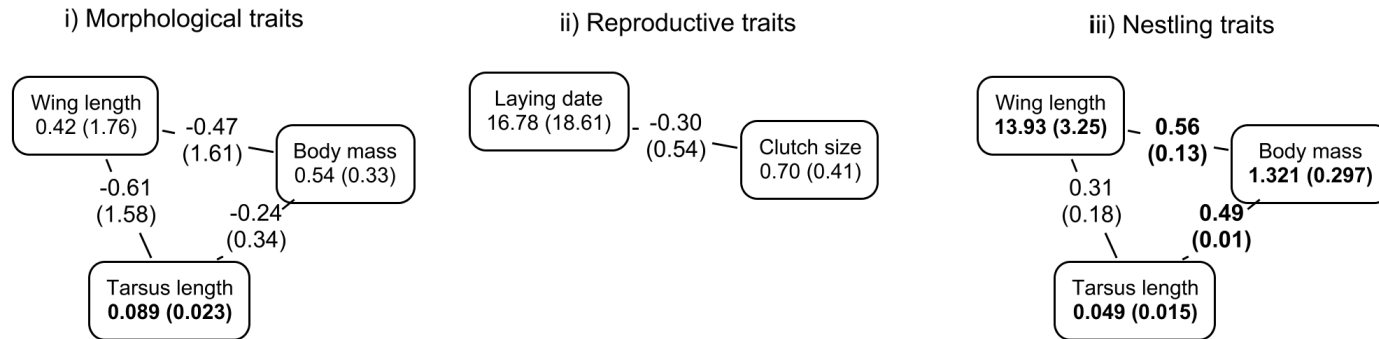 i) Morphological traits
Wing length
0.42 (1.76)
-0.47
(1.61)
Body mass
0.54 (0.33)
-0.61
(1.58)
-0.24
(0.34)
Tarsus length
0.089 (0.023)
ii) Reproductive traits
Laying date
16.78 (18.61)
-0.30
(0.54)
Clutch size
0.70 (0.41)
iii) Nestling traits
Wing length
13.93 (3.25)
0.56
(0.13)
Body mass
1.321 (0.297)
0.31
(0.18)
0.49
(0.01)
Tarsus length
0.049 (0.015)